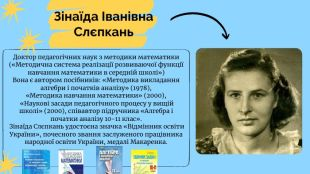 Зінаїда Іванівна
Слєпкань
Доктор педагогічних наук з методики математики
(«Методична система реалізації розвиваючої функції
навчання математики в середній школі»)
Вона є автором посібників: «Методика викладання
алгебри і початків аналізу» (1978),
«Методика навчання математики» (2000),
«Наукові засади педагогічного процесу у вищій
школі» (2000), співавтор підручника «Алгебра і
початки аналізу 10-11 клас».
Зінаїда Слєпкань удостоєна значка «Відмінник освіти
України», почесного звання заслуженого працівника
народної освіти України, медалі Макаренка.